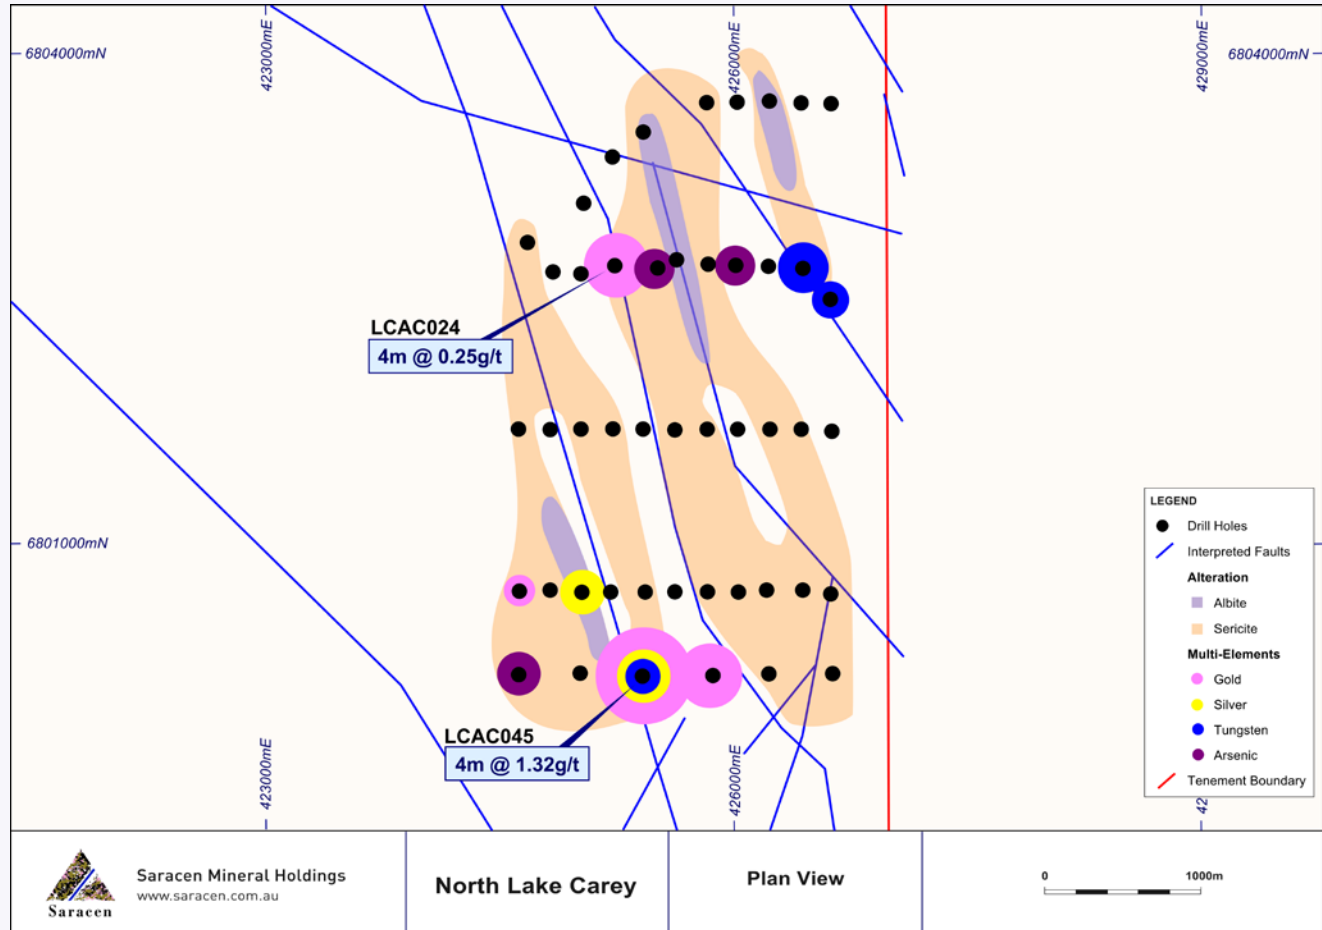 423000mE
426000mE
429000mE
6804000mN
6804000mN
LCAC024
4m @ 0.25g/t
6801000mN
LCAC045
4m @ 1.32g/t
423000mE
426000mE
42
LEGEND
Drill Holes
Interpreted Faults
Alteration
Albite
Sericite
Multi-Elements
Gold
Silver
Tungsten
Arsenic
Tenement Boundary
Saracen
Saracen Mineral Holdings
www.saracen.com.au
North Lake Carey
Plan View
0 1000m